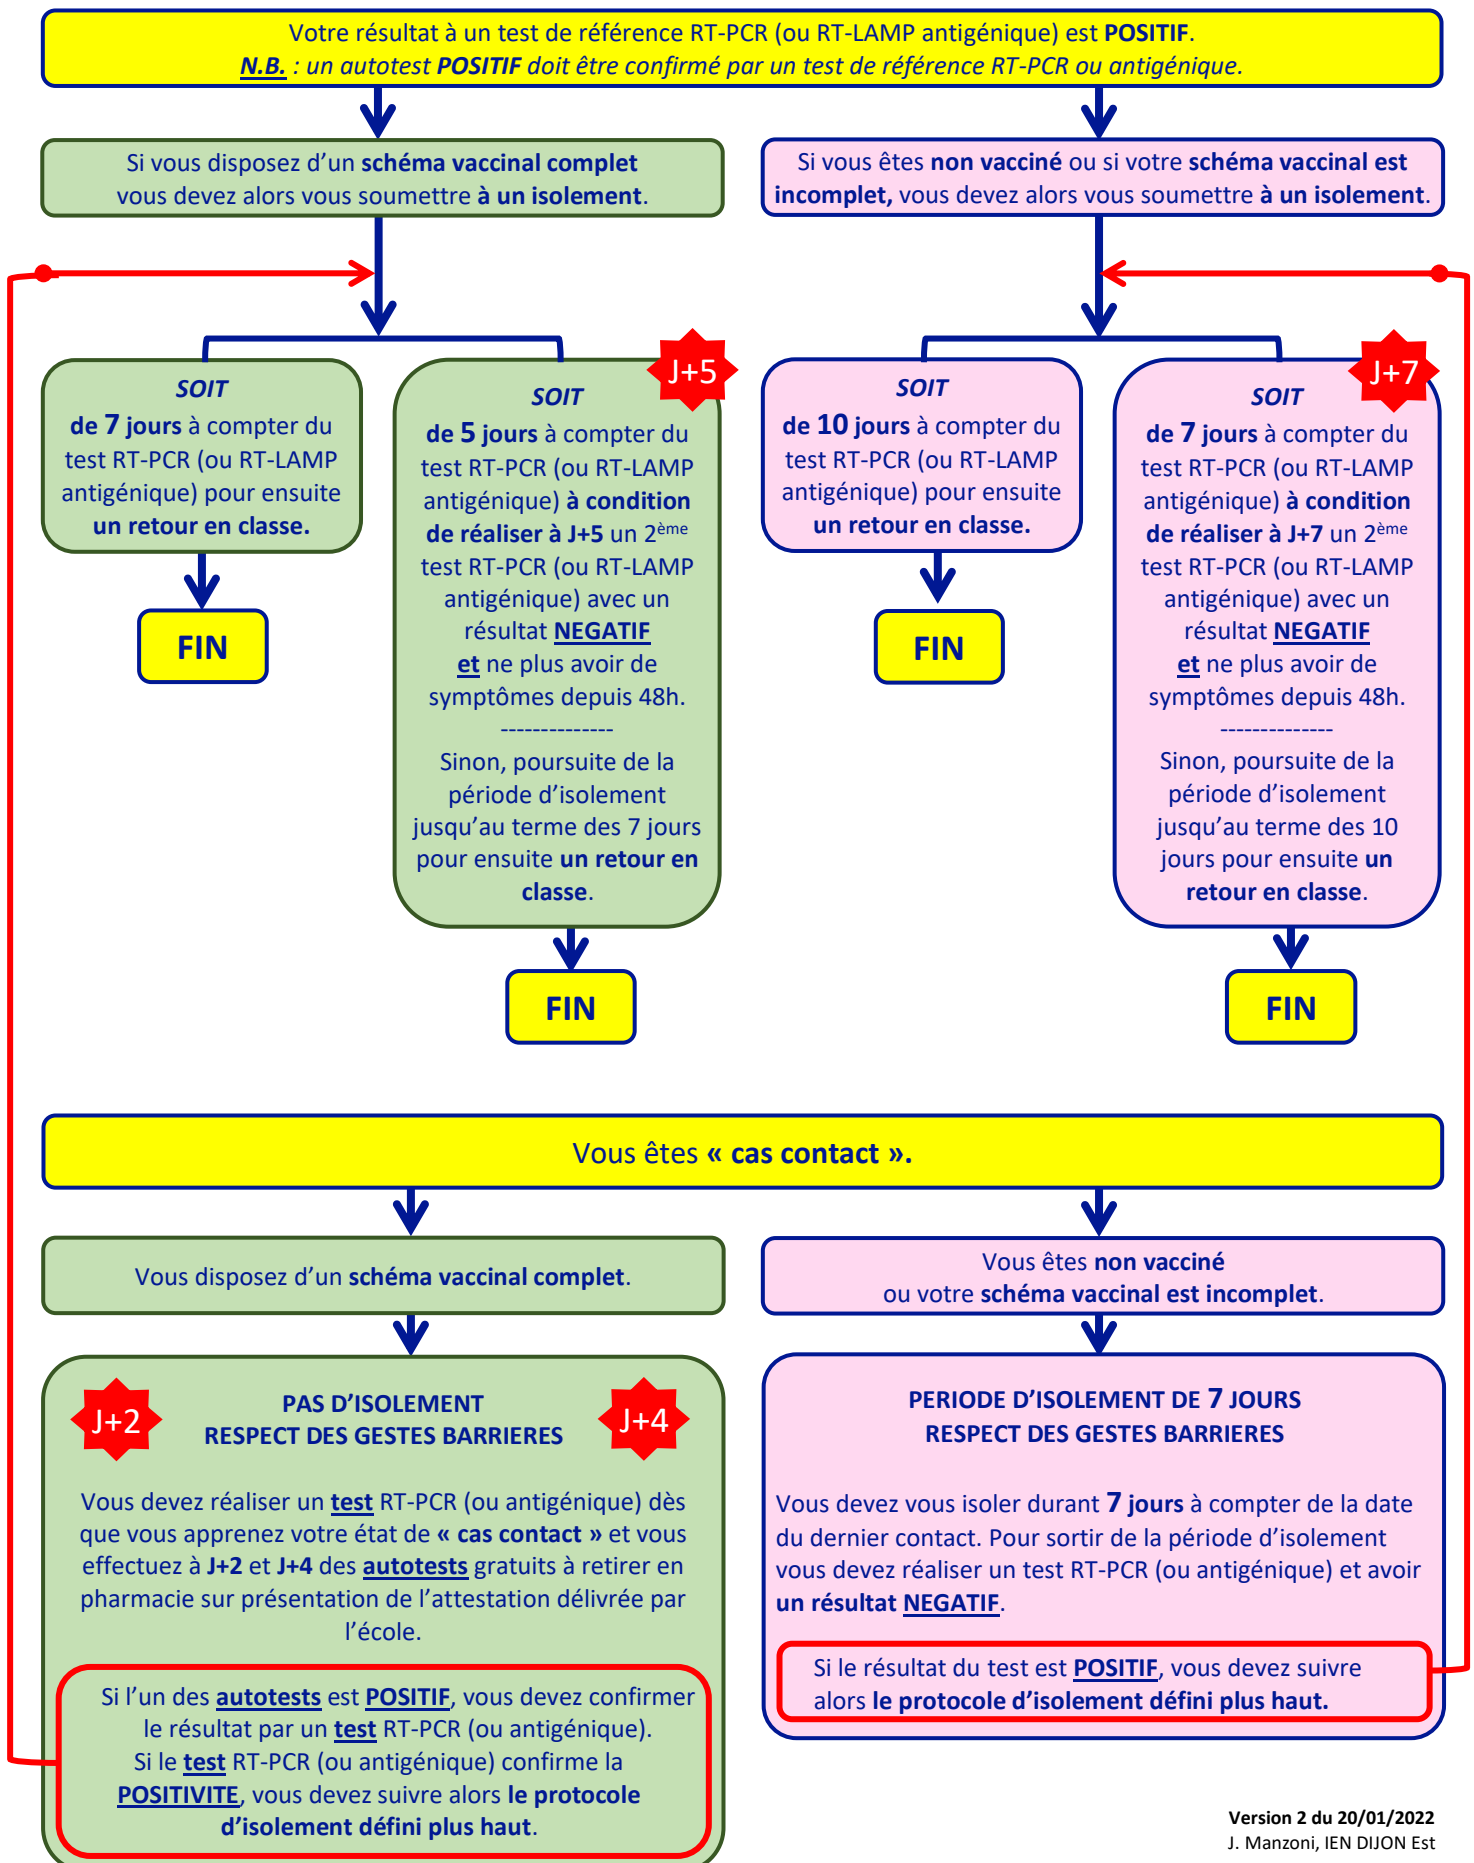 Votre résultat à un test de référence RT-PCR (ou RT-LAMP antigénique) est POSITIF.
N.B. : un autotest POSITIF doit être confirmé par un test de référence RT-PCR ou antigénique.
Si vous disposez d’un schéma vaccinal complet
vous devez alors vous soumettre à un isolement.
Si vous êtes non vacciné ou si votre schéma vaccinal est
incomplet, vous devez alors vous soumettre à un isolement.
SOIT
de 7 jours à compter du
test RT-PCR (ou RT-LAMP
antigénique) pour ensuite
un retour en classe.
FIN
J+5
SOIT
de 5 jours à compter du
test RT-PCR (ou RT-LAMP
antigénique) à condition
de réaliser à J+5 un 2ème
test RT-PCR (ou RT-LAMP
antigénique) avec un
résultat NEGATIF
et ne plus avoir de
symptômes depuis 48h.
--------------
Sinon, poursuite de la
période d’isolement
jusqu’au terme des 7 jours
pour ensuite un retour en
classe.
FIN
SOIT
de 10 jours à compter du
test RT-PCR (ou RT-LAMP
antigénique) pour ensuite
un retour en classe.
FIN
J+7
SOIT
de 7 jours à compter du
test RT-PCR (ou RT-LAMP
antigénique) à condition
de réaliser à J+7 un 2ème
test RT-PCR (ou RT-LAMP
antigénique) avec un
résultat NEGATIF
et ne plus avoir de
symptômes depuis 48h.
--------------
Sinon, poursuite de la
période d’isolement
jusqu’au terme des 10
jours pour ensuite un
retour en classe.
FIN
Vous êtes « cas contact ».
Vous disposez d’un schéma vaccinal complet.
Vous êtes non vacciné
ou votre schéma vaccinal est incomplet.
J+2
J+4
PAS D’ISOLEMENT
RESPECT DES GESTES BARRIERES
Vous devez réaliser un test RT-PCR (ou antigénique) dès
que vous apprenez votre état de « cas contact » et vous
effectuez à J+2 et J+4 des autotests gratuits à retirer en
pharmacie sur présentation de l’attestation délivrée par
l’école.
Si l’un des autotests est POSITIF, vous devez confirmer
le résultat par un test RT-PCR (ou antigénique).
Si le test RT-PCR (ou antigénique) confirme la
POSITIVITE, vous devez suivre alors le protocole
d’isolement défini plus haut.
PERIODE D’ISOLEMENT DE 7 JOURS
RESPECT DES GESTES BARRIERES
Vous devez vous isoler durant 7 jours à compter de la date
du dernier contact. Pour sortir de la période d’isolement
vous devez réaliser un test RT-PCR (ou antigénique) et avoir
un résultat NEGATIF.
Si le résultat du test est POSITIF, vous devez suivre
alors le protocole d’isolement défini plus haut.
Version 2 du 20/01/2022
J. Manzoni, IEN DIJON Est